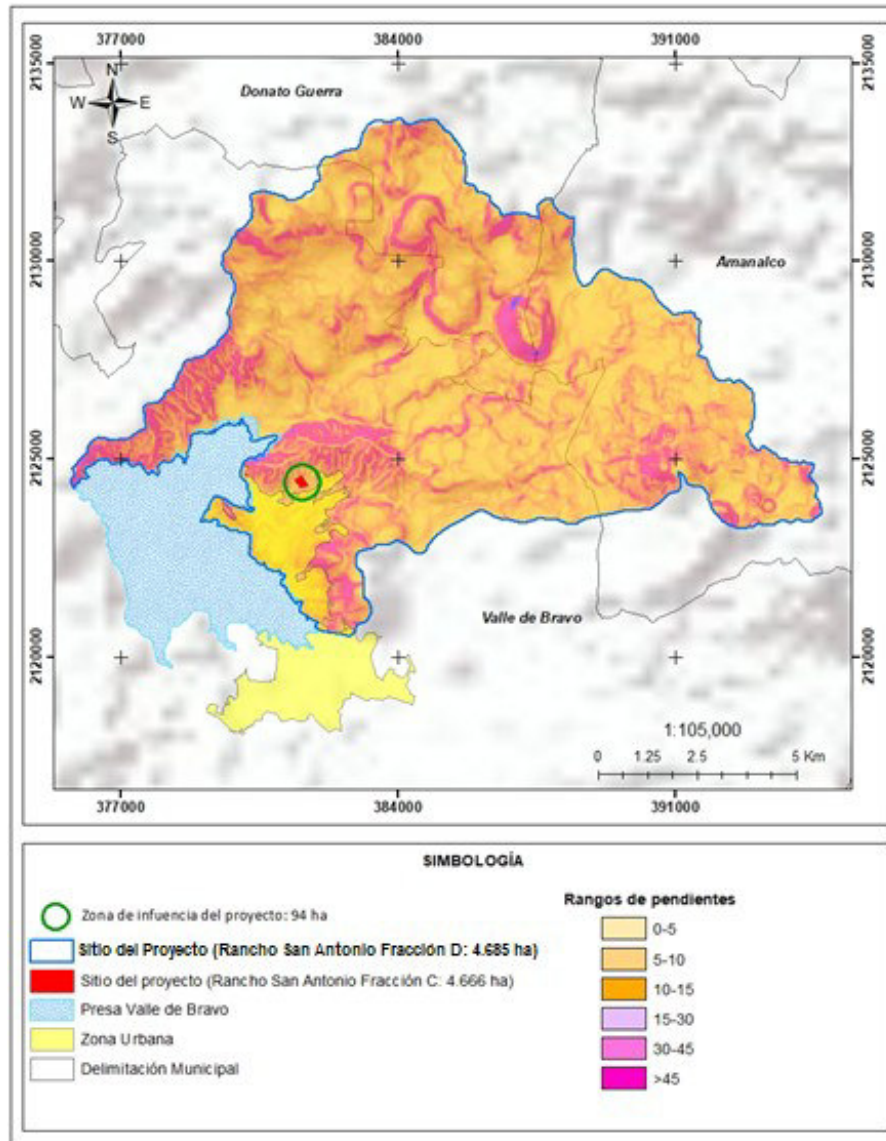 377000 384000 391000
2135000 2135000
N
W E
S
Donato Guerra
2130000 2130000
Amanalco
2125000 2125000
Valle de Bravo
2120000 2120000
1:105,000
0 1.25 2.5 5 Km
377000 384000 391000
SIMBOLOGÍA
Zona de infuencia del proyecto: 94 ha
Sitio del Proyecto (Rancho San Antonio Fracción D: 4.685 ha)
Sitio del proyecto (Rancho San Antonio Fracción C: 4.666 ha)
Presa Valle de Bravo
Zona Urbana
Delimitación Municipal
Rangos de pendientes
0-5
5-10
10-15
15-30
30-45
>45